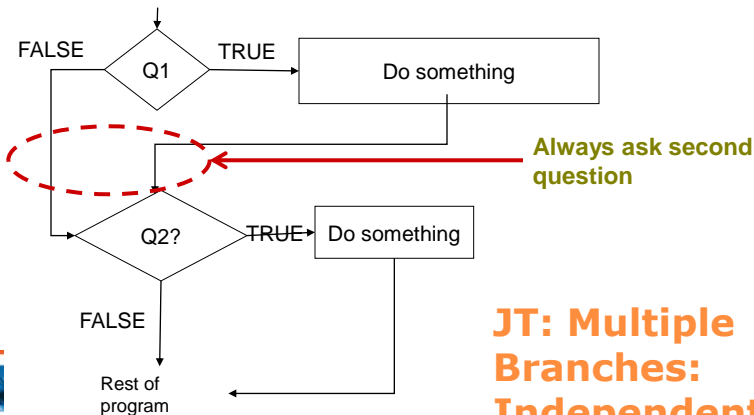 FALSE
TRUE
Q1
Do something
Always ask second
question
Q2?
TRUE
Do something
FALSE
Rest of
program
JT: Multiple
Branches:
Independent